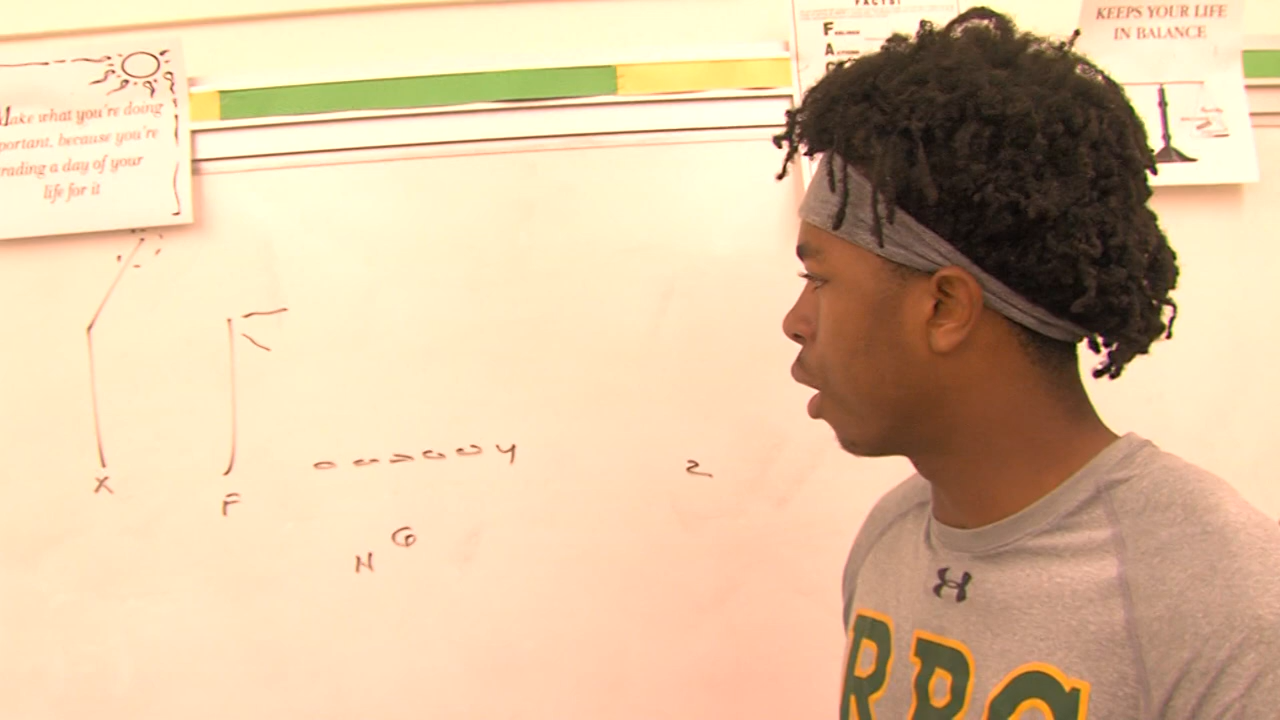 FACTS!
F
A
KEEPS YOUR LIFE
IN BALANCE
Make what you're doing
portant, because you're
rading a day of your
life for it
X
F
Y
Z
H
G
RBC